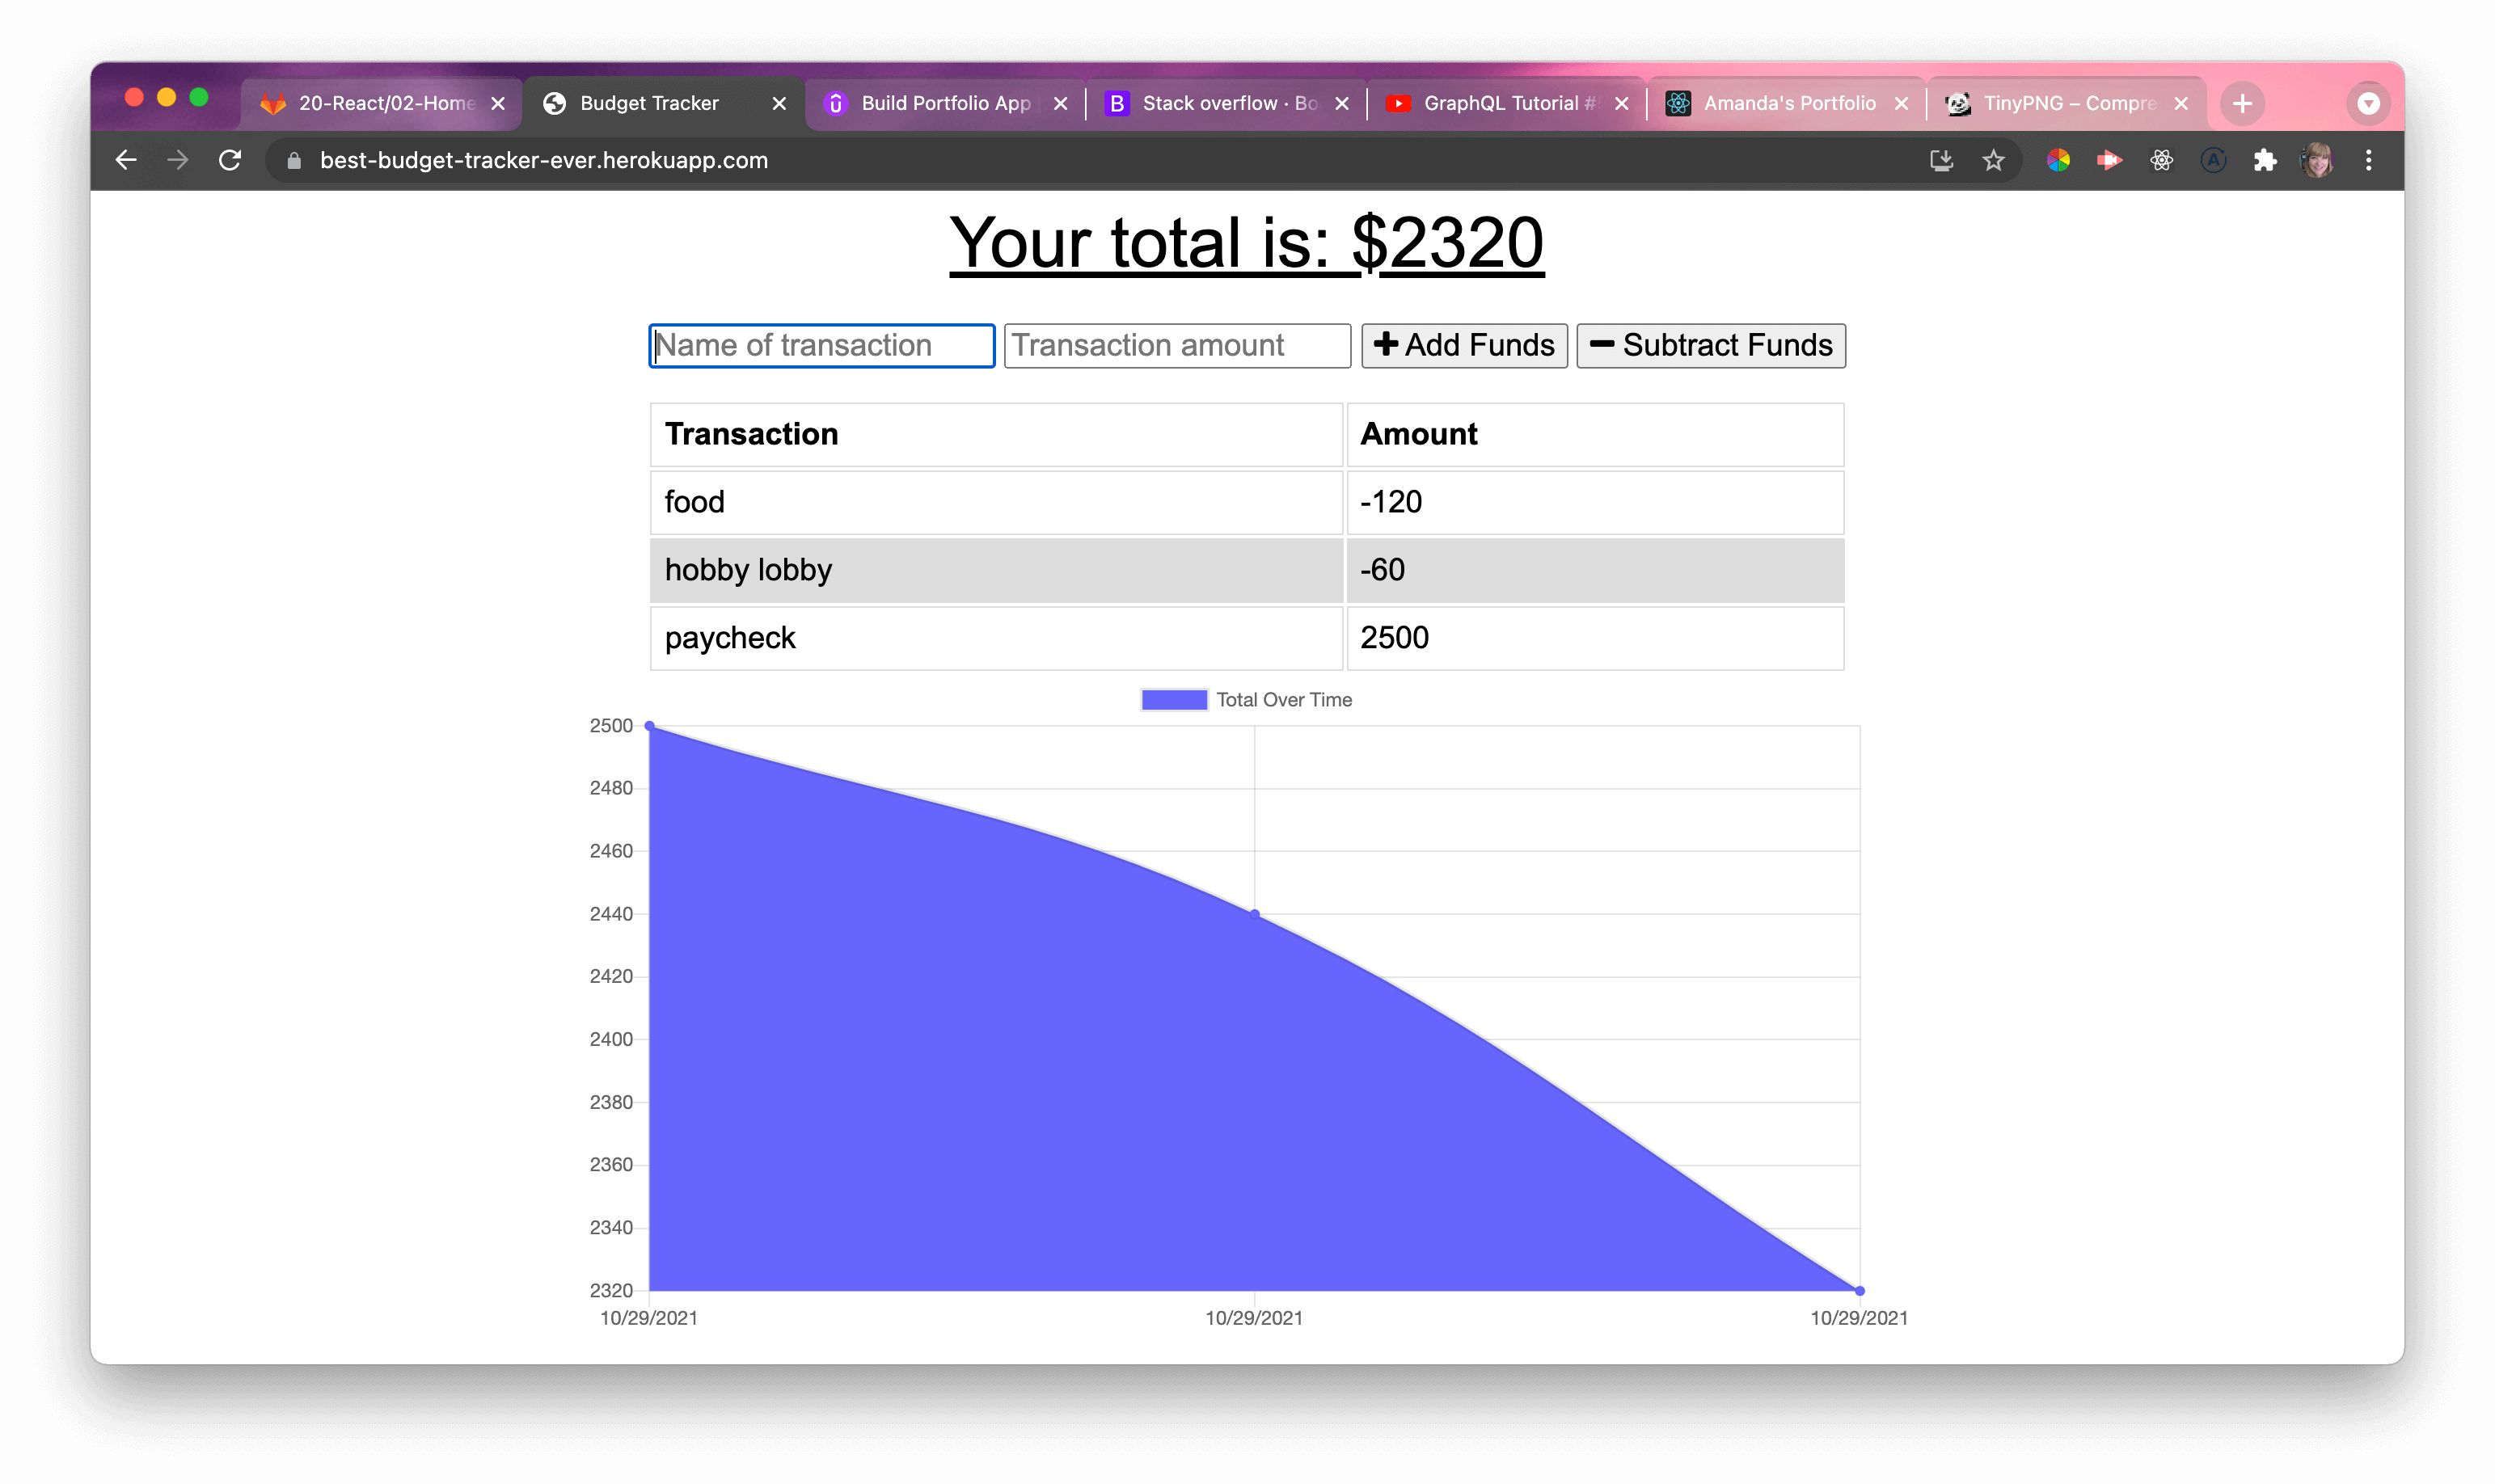 20-React/02-Home
Budget Tracker
Build Portfolio App
Stack overflow · Bo
GraphQL Tutorial #
Amanda's Portfolio
TinyPNG – Compre
best-budget-tracker-ever.herokuapp.com
Your total is: $2320
Name of transaction Transaction amount Add Funds Subtract Funds
Transaction Amount
food -120
hobby lobby -60
paycheck 2500
Total Over Time
2500
2480
2460
2440
2420
2400
2380
2360
2340
2320
10/29/2021 10/29/2021 10/29/2021